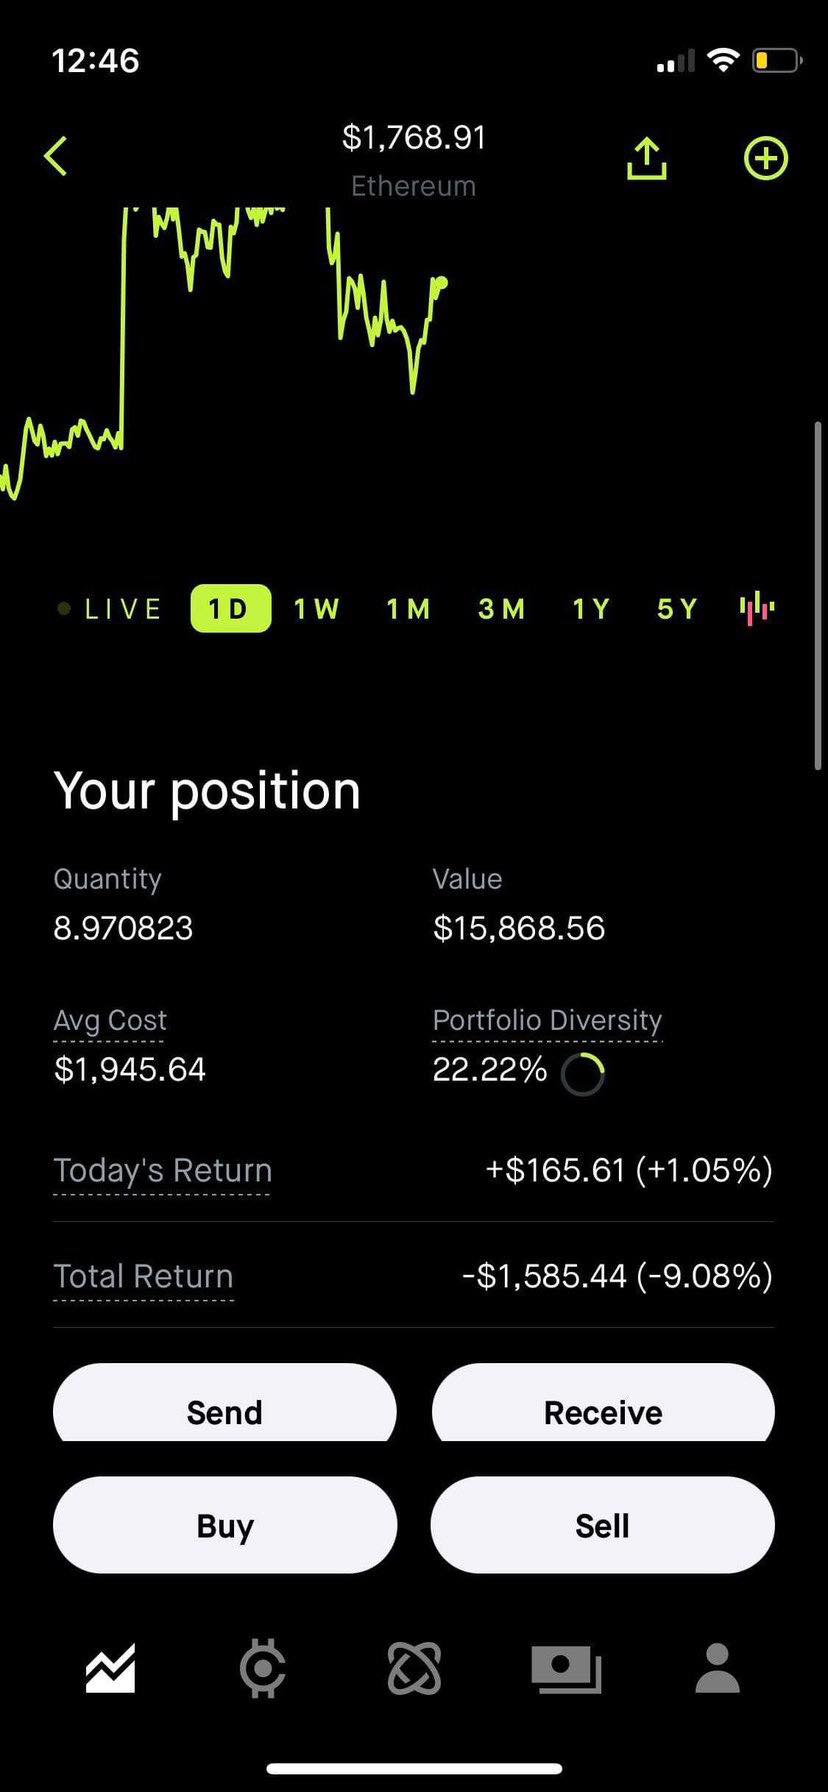 12:46
$1,768.91
Ethereum
LIVE 1D 1W 1M 3M 1Y 5Y
Your position
Quantity Value
8.970823 $15,868.56
Avg Cost Portfolio Diversity
$1,945.64 22.22%
Today's Return +$165.61 (+1.05%)
Total Return -$1,585.44 (-9.08%)
Send Receive
Buy Sell